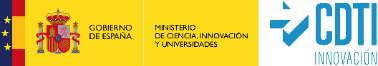 GOBIERNO
DE ESPAÑA
MINISTERIO
DE CIENCIA, INNOVACIÓN
Y UNIVERSIDADES
CDTI
INNOVACIÓN